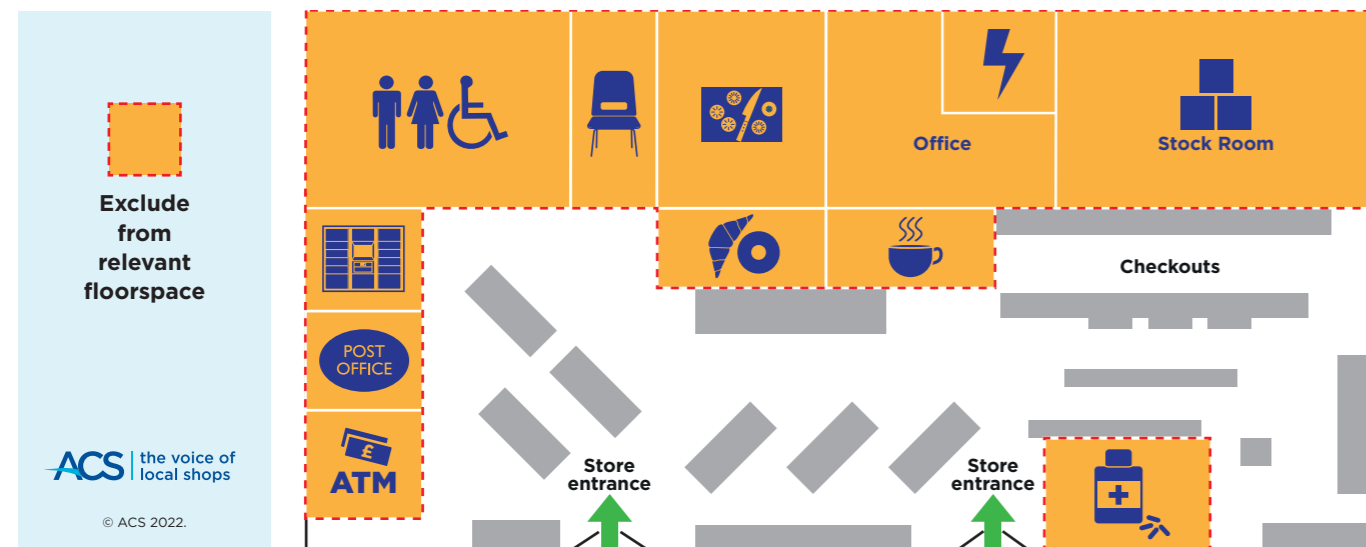 Exclude
from
relevant
floorspace
ACS
the voice of
local shops
© ACS 2022.
Office
Stock Room
Checkouts
POST
OFFICE
£
ATM
Store
entrance
Store
entrance